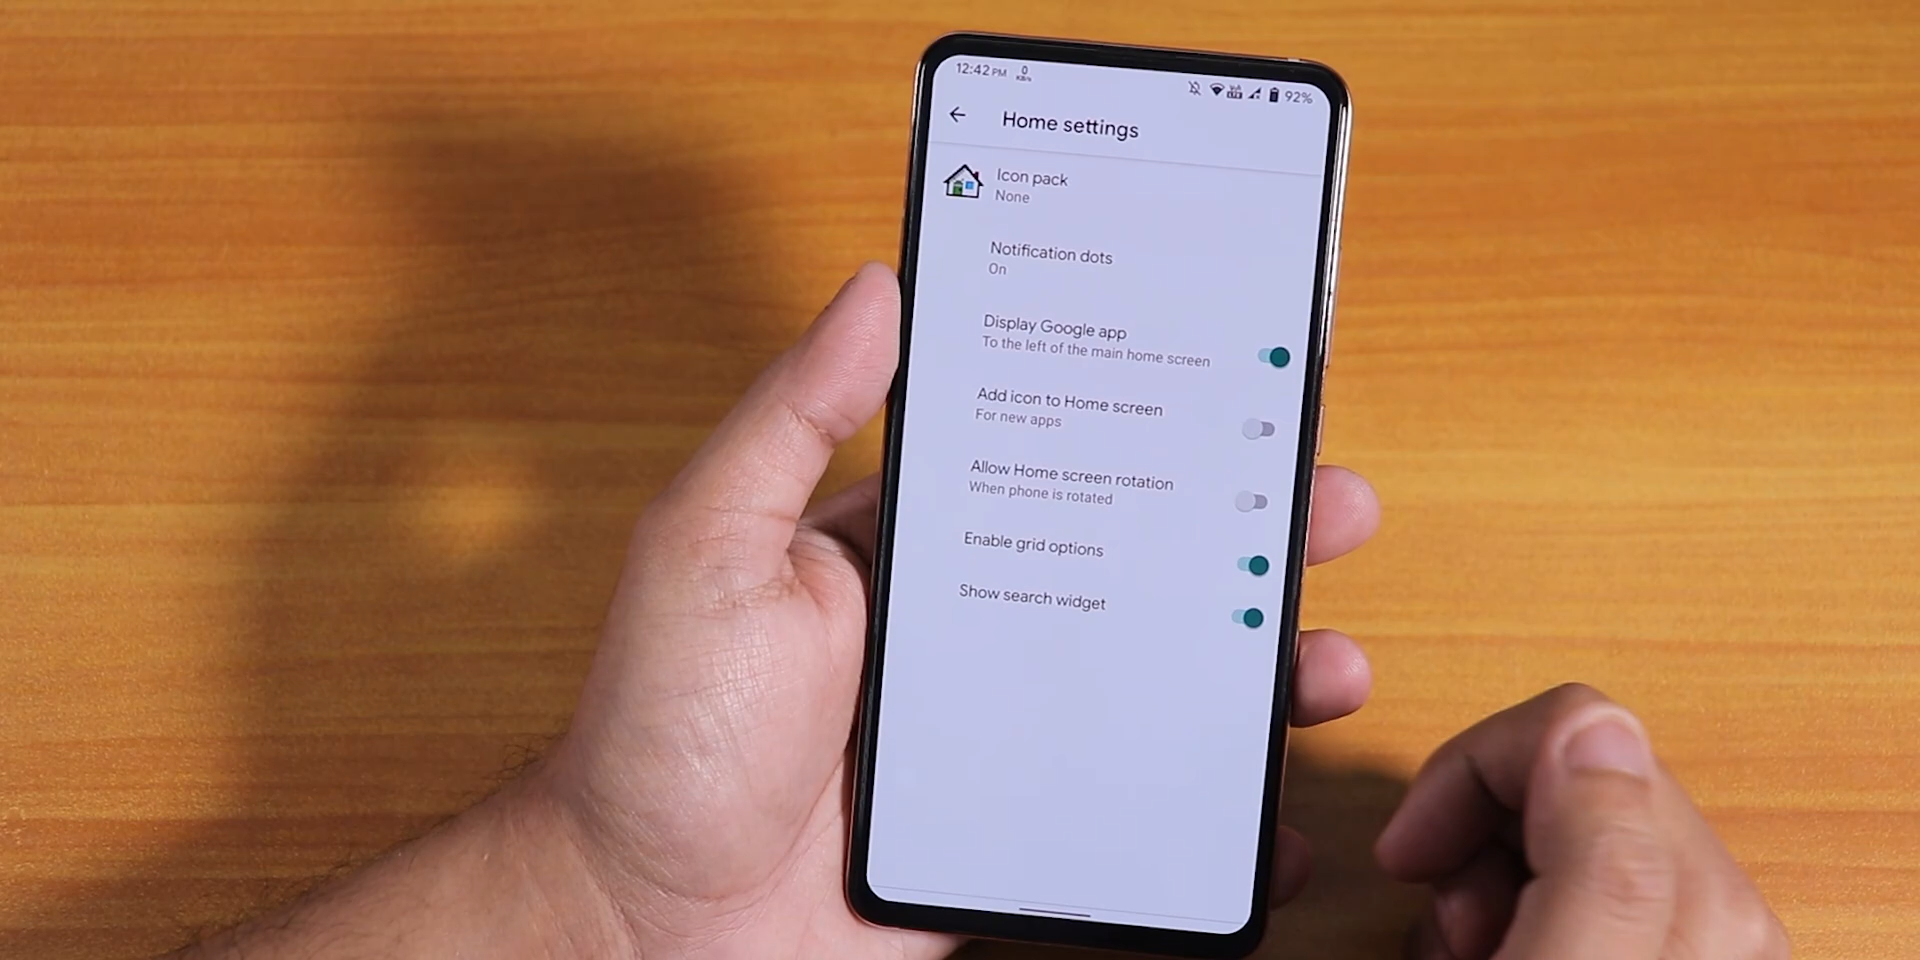 12:42 PM 0 KB/s 92%
Home settings
Icon pack
None
Notification dots
On
Display Google app
To the left of the main home screen
Add icon to Home screen
For new apps
Allow Home screen rotation
When phone is rotated
Enable grid options
Show search widget